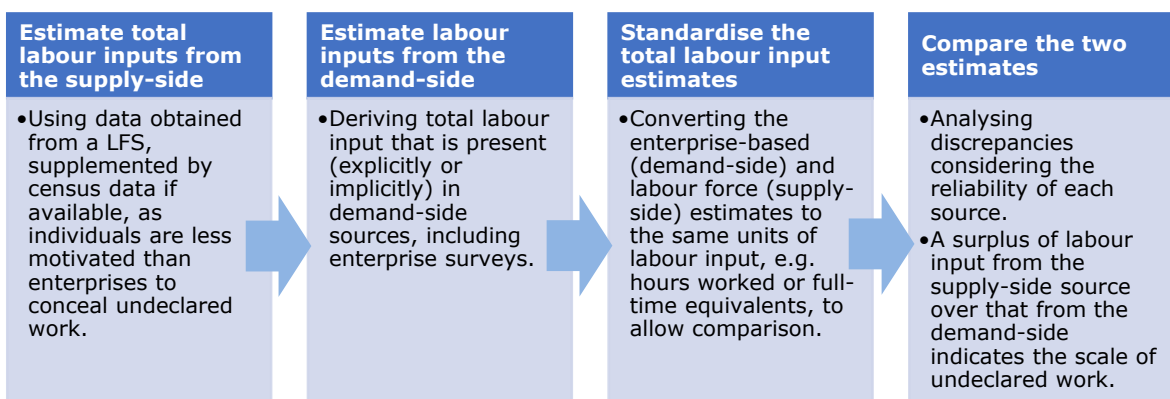 Estimate total
labour inputs from
the supply-side
•Using data obtained
from a LFS,
supplemented by
census data if
available, as
individuals are less
motivated than
enterprises to
conceal undeclared
work.
Estimate labour
inputs from the
demand-side
•Deriving total labour
input that is present
(explicitly or
implicitly) in
demand-side
sources, including
enterprise surveys.
Standardise the
total labour input
estimates
•Converting the
enterprise-based
(demand-side) and
labour force (supply-
side) estimates to
the same units of
labour input, e.g.
hours worked or full-
time equivalents, to
allow comparison.
Compare the two
estimates
•Analysing
discrepancies
considering the
reliability of each
source.
•A surplus of labour
input from the
supply-side source
over that from the
demand-side
indicates the scale of
undeclared work.